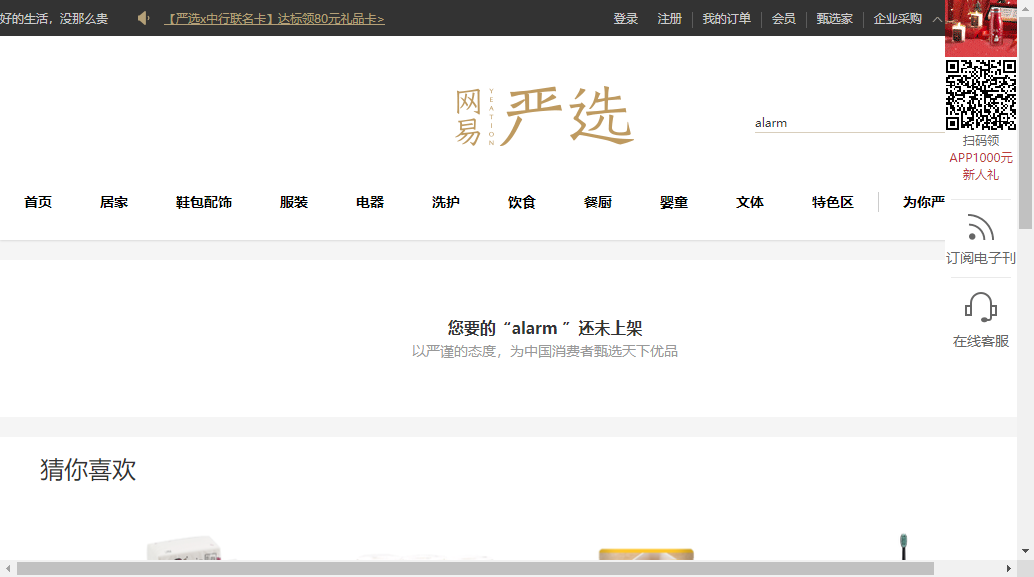 好的生活，没那么贵
【严选x中行联名卡】达标领80元礼品卡>
登录 注册 我的订单 会员 甄选家 企业采购
网易 严选
YEATION
alarm
扫码领
APP1000元
新人礼
首页 居家 鞋包配饰 服装 电器 洗护 饮食 餐厨 婴童 文体 特色区 为你严
订阅电子刊
在线客服
您要的“alarm ”还未上架
以严谨的态度，为中国消费者甄选天下优品
猜你喜欢